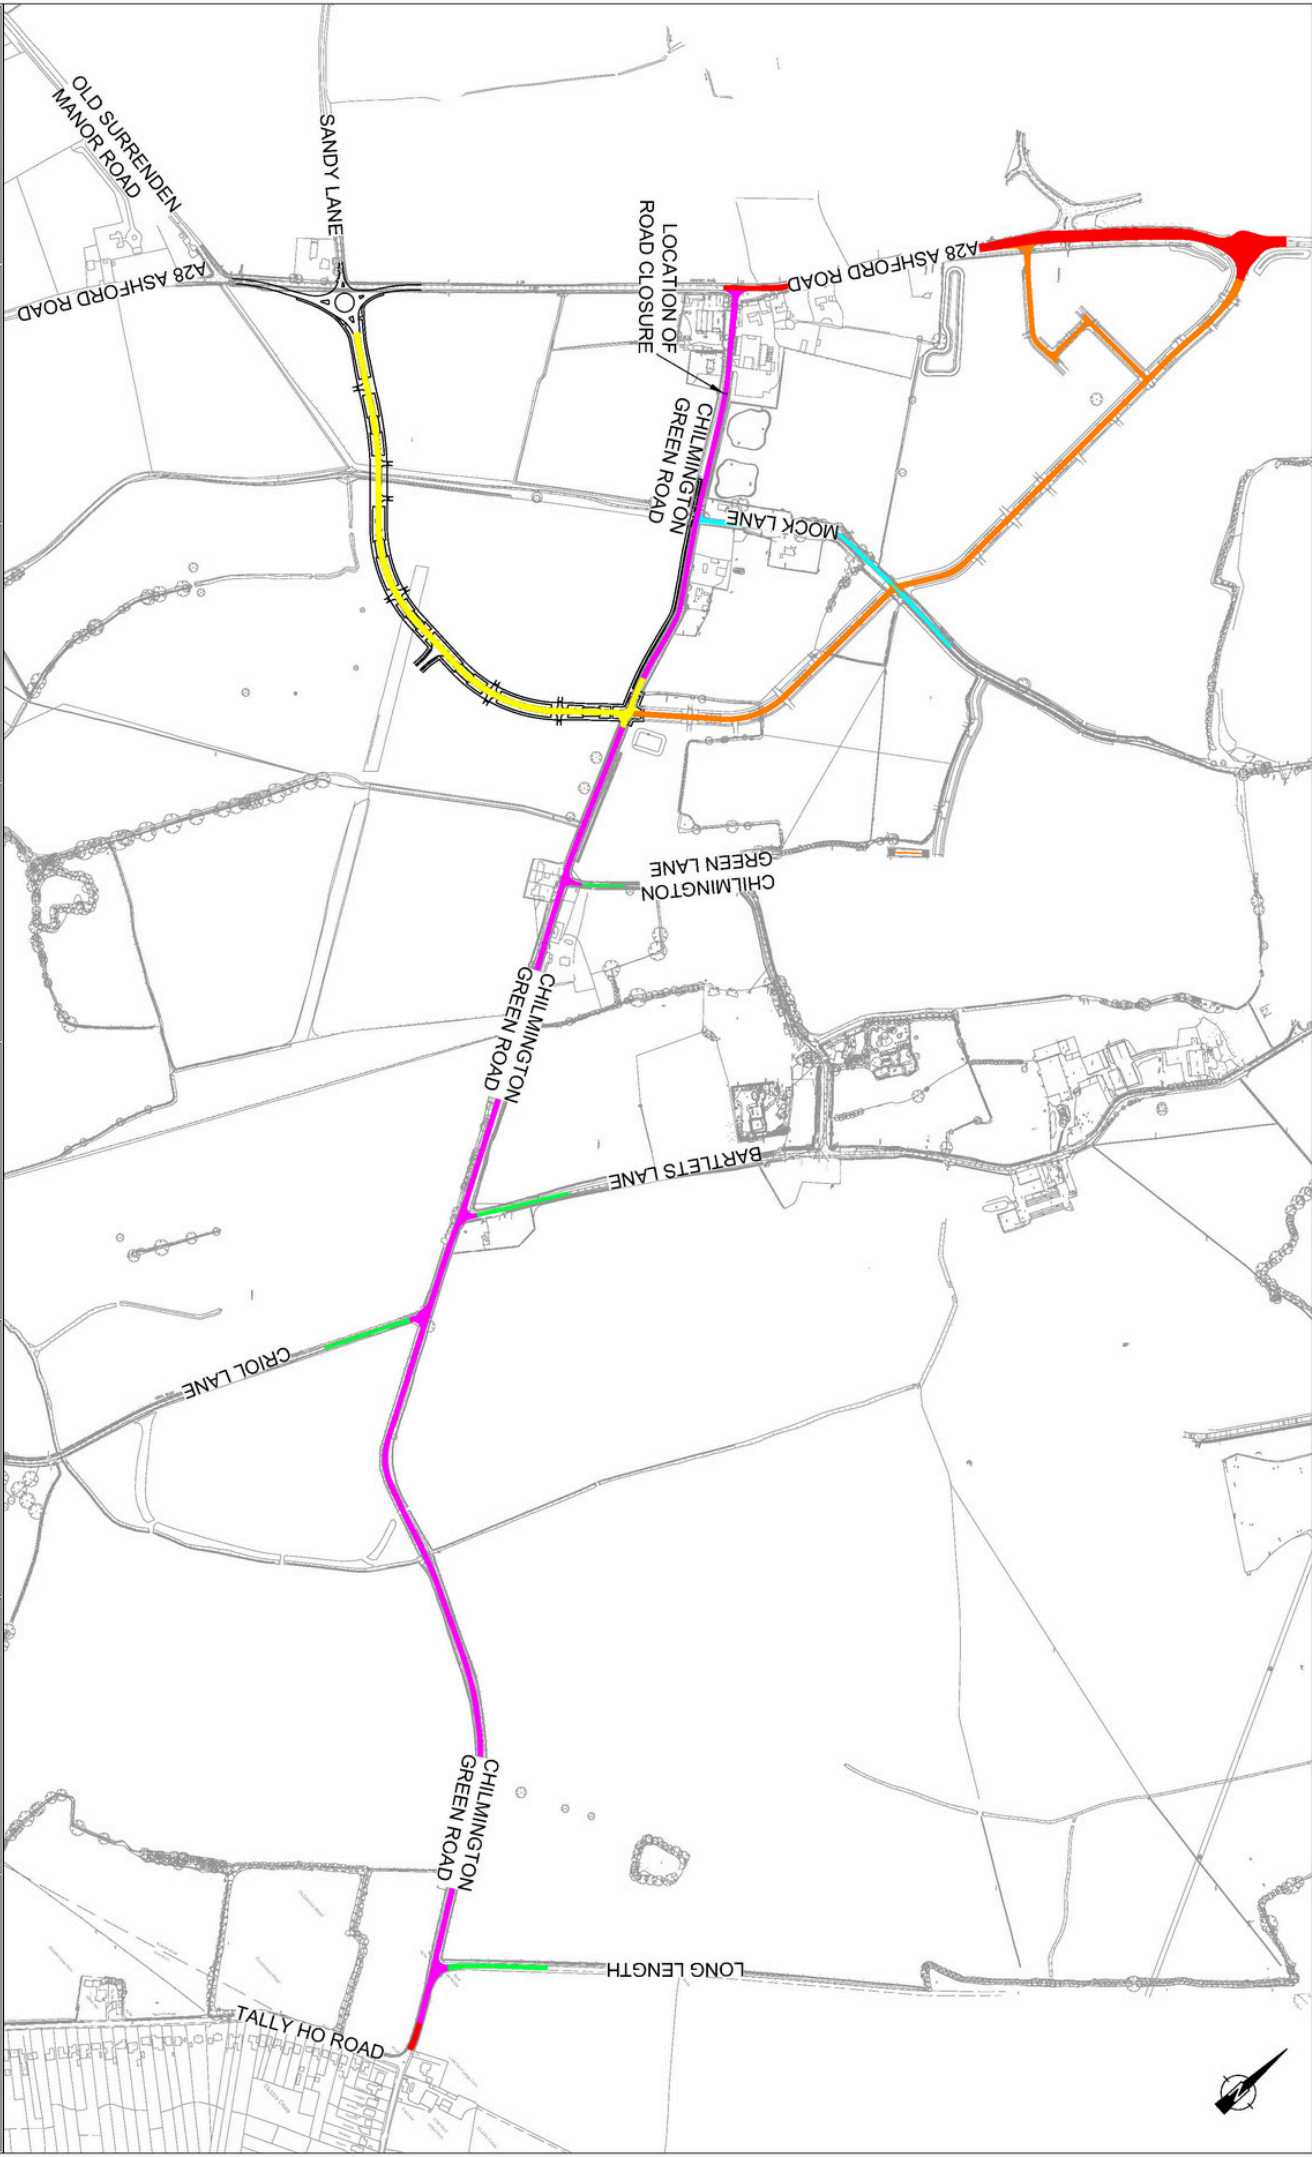 OLD SURRENDEN
MANOR ROAD
SANDY LANE
A28 ASHFORD ROAD
LOCATION OF
ROAD CLOSURE
A28 ASHFORD ROAD
CHILMINGTON
GREEN ROAD
MOCK LANE
CHILMINGTON
GREEN LANE
CHILMINGTON
GREEN ROAD
BARTLETS LANE
CRIOL LANE
CHILMINGTON
GREEN ROAD
LONG LENGTH
TALLY HO ROAD
N